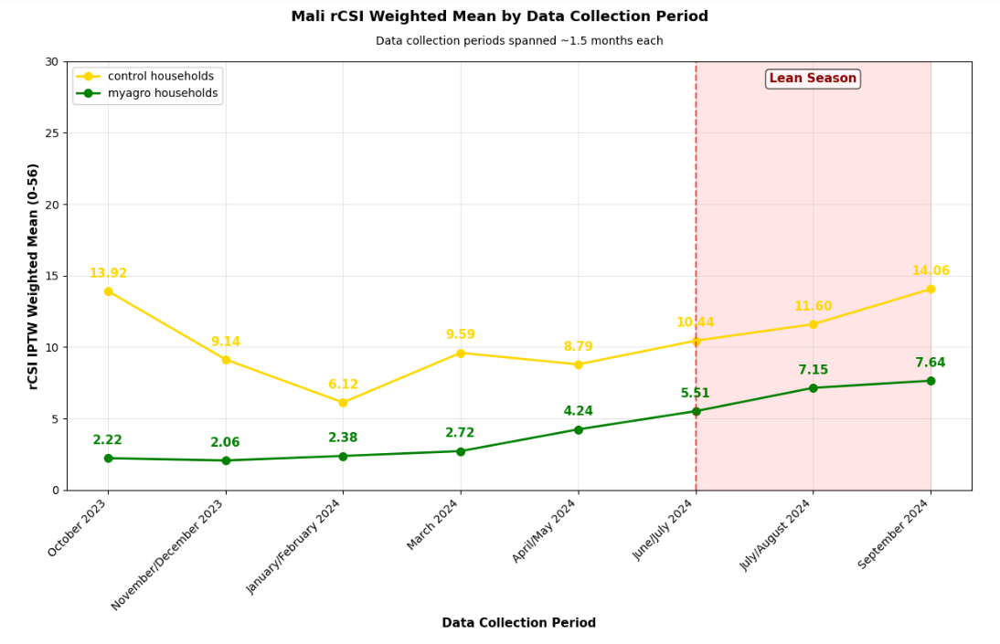 Mali rCSI Weighted Mean by Data Collection Period
Data collection periods spanned ~1.5 months each
control households
myagro households
Lean Season
rCSI IPTW Weighted Mean (0-56)
30
25
20
15
10
5
0
13.92
9.14
6.12
9.59
8.79
10.44
11.60
14.06
2.22
2.06
2.38
2.72
4.24
5.51
7.15
7.64
October 2023
November/December 2023
January/February 2024
March 2024
April/May 2024
June/July 2024
July/August 2024
September 2024
Data Collection Period